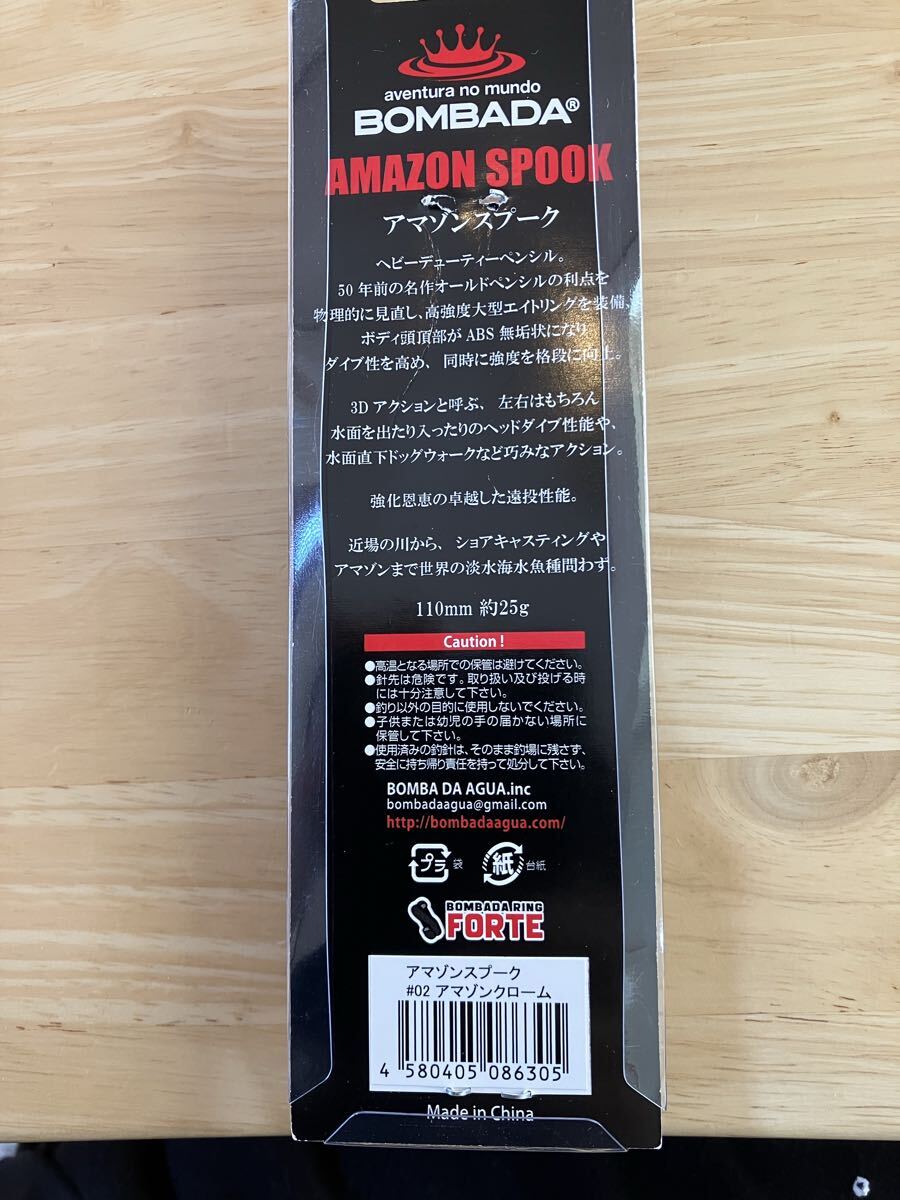 aventura no mundo
BOMBADA®
AMAZON SPOOK
アマゾンスプーク
ヘビーデューティーペンシル。
50 年前の名作オールドペンシルの利点を
物理的に見直し、高強度大型エイトリングを装備、
ボディ頭頂部が ABS 無垢状になり
ダイブ性を高め、同時に強度を格段に向上。
3D アクションと呼ぶ、左右はもちろん
水面を出たり入ったりのヘッドダイブ性能や、
水面直下ドッグウォークなど巧みなアクション。
強化恩恵の卓越した遠投性能。
近場の川から、ショアキャスティングや
アマゾンまで世界の淡水海水魚種問わず。
110mm 約25g
Caution !
●高温となる場所での保管は避けてください。
●針先は危険です。取り扱い及び投げる時
には十分注意して下さい。
●釣り以外の目的に使用しないでください。
●子供または幼児の手の届かない場所に
保管して下さい。
●使用済みの釣針は、そのまま釣場に残さず、
安全に持ち帰り責任を持って処分して下さい。
BOMBA DA AGUA.inc
bombadaagua@gmail.com
http://bombadaagua.com/
プラ 袋 紙 台紙
BOMBADA RING
FORTE
アマゾンスプーク
#02 アマゾンクローム
4 580405 086305
Made in China